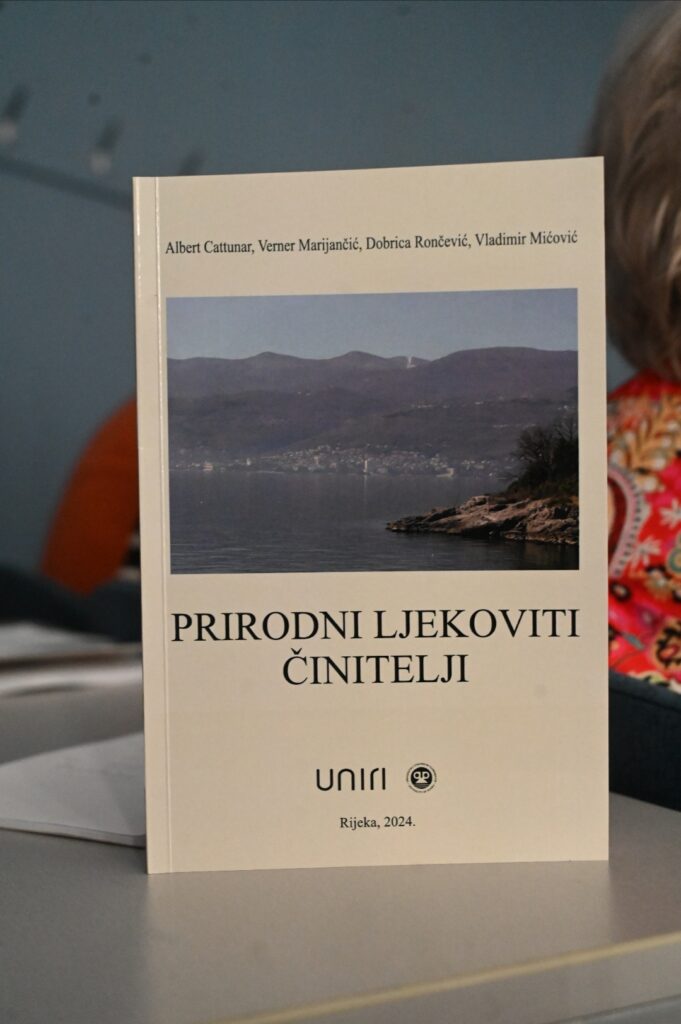 Albert Cattunar, Verner Marijančić, Dobrica Rončević, Vladimir Mićović
PRIRODNI LJEKOVITI
ČINITELJI
UNIRI
Rijeka, 2024.